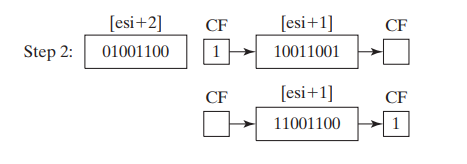 [esi+2] CF [esi+1] CF
Step 2: 01001100 1 10011001
CF [esi+1] CF
11001100 1